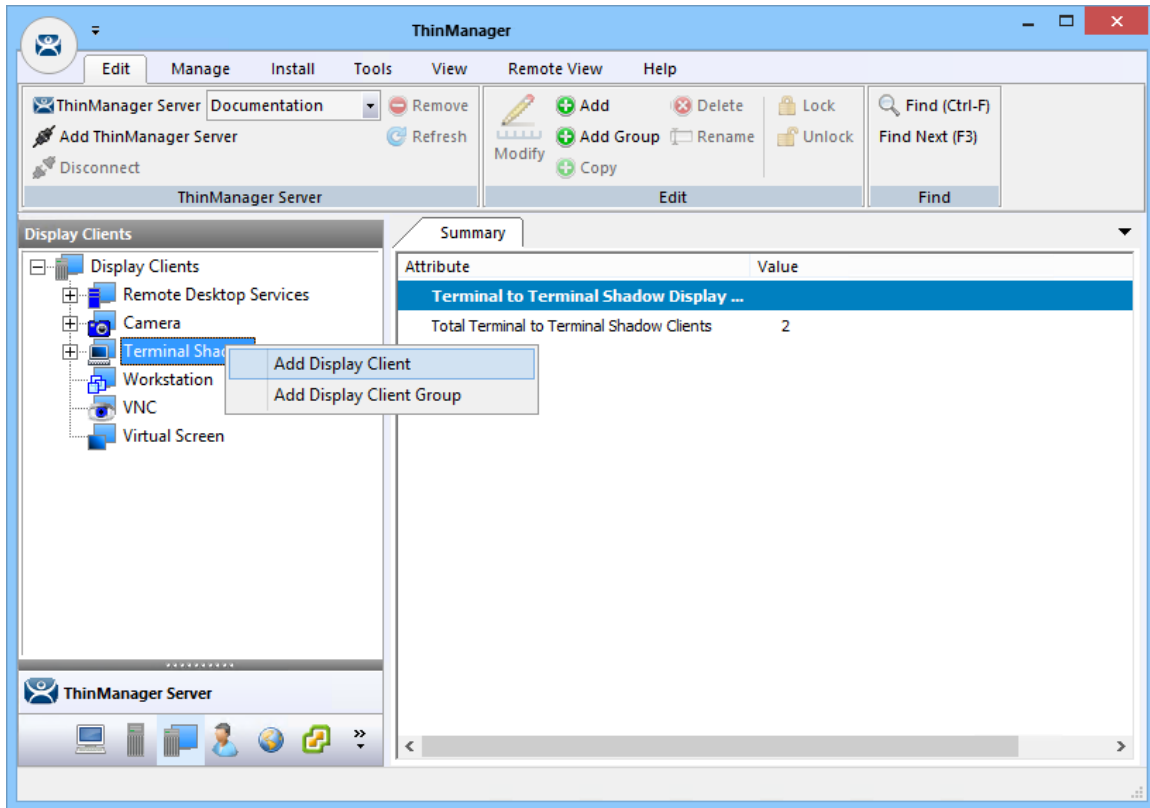 ThinManager
Edit Manage Install Tools View Remote View Help
ThinManager Server Documentation Remove Add Delete Lock Find (Ctrl-F)
Add ThinManager Server Refresh Modify Add Group Rename Unlock Find Next (F3)
Disconnect Copy
ThinManager Server Edit Find
Display Clients Summary
Display Clients Attribute Value
Remote Desktop Services Terminal to Terminal Shadow Display ...
Camera Total Terminal to Terminal Shadow Clients 2
Terminal Add Display Client
Workstation Add Display Client Group
VNC
Virtual Screen
ThinManager Server